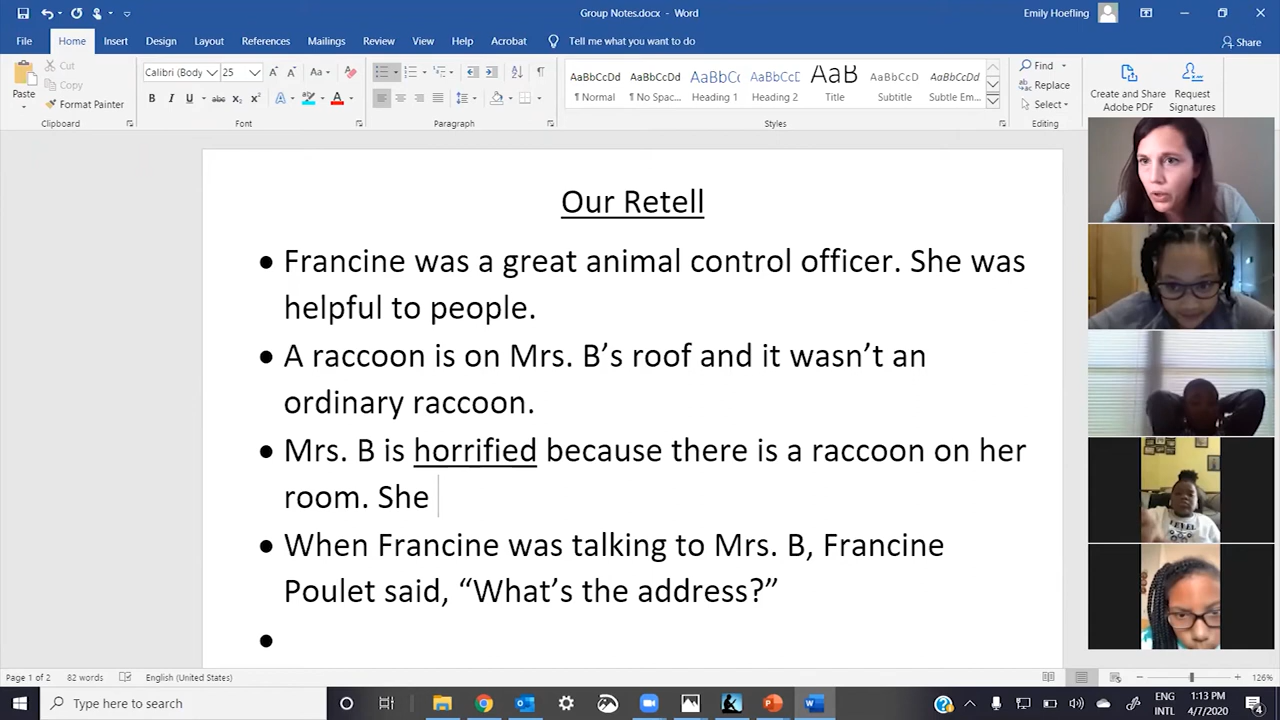 Group Notes.docx - Word
Emily Hoefling
File Home Insert Design Layout References Mailings Review View Help Acrobat Tell me what you want to do Share
Paste
Cut
Copy
Format Painter
Clipboard
Calibri (Body 25
Font
Paragraph
AaBbCcDd AaBbCcDd AaBbCc AaBbCcD AaB AaBbCcDd AaBbCcDd
¶ Normal ¶ No Spac... Heading 1 Heading 2 Title Subtitle Subtle Em...
Styles
Find
Replace
Select
Editing
Create and Share
Adobe PDF
Request
Signatures
Our Retell
• Francine was a great animal control officer. She was
helpful to people.
• A raccoon is on Mrs. B’s roof and it wasn’t an
ordinary raccoon.
• Mrs. B is horrified because there is a raccoon on her
room. She
• When Francine was talking to Mrs. B, Francine
Poulet said, “What’s the address?”
•
Page 1 of 2 82 words English (United States) 126%
Type here to search
ENG
INTL
1:13 PM
4/7/2020